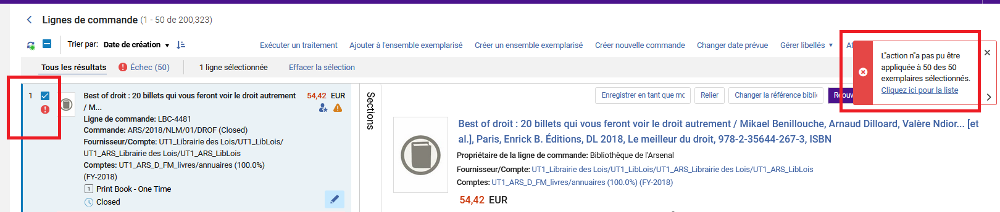 Lignes de commande (1 - 50 de 200,323)
Trier par: Date de création
Exécuter un traitement Ajouter à l'ensemble exemplarisé Créer un ensemble exemplarisé Créer nouvelle commande Changer date prévue Gérer libellés
Tous les résultats Échec (50) 1 ligne sélectionnée Effacer la sélection
L''action n''a pas pu être
appliquée à 50 des 50
exemplaires sélectionnés.
Cliquez ici pour la liste
1
Best of droit : 20 billets qui vous feront voir le droit autrement
/ M...
54,42 EUR
Ligne de commande: LBC-4481
Commande: ARS/2018/NLM/01/DROF (Closed)
Fournisseur/Compte: UT1_Librairie des Lois/UT1_LibLois/
UT1_ARS_Librairie des Lois/UT1_ARS_LibLois
Comptes: UT1_ARS_D_FM_livres/annuaires (100.0%)
(FY-2018)
1 Print Book - One Time
Closed
Sections
Enregistrer en tant que mo Relier Changer la référence biblio
Best of droit : 20 billets qui vous feront voir le droit autrement / Mikael Benillouche, Arnaud Dilloard, Valère Ndior... [et
al.], Paris, Enrick B. Éditions, DL 2018, Le meilleur du droit, 978-2-35644-267-3, ISBN
Propriétaire de la ligne de commande: Bibliothèque de l'Arsenal
Fournisseur/Compte: UT1_Librairie des Lois/UT1_LibLois/UT1_ARS_Librairie des Lois/UT1_ARS_LibLois
Comptes: UT1_ARS_D_FM_livres/annuaires (100.0%) (FY-2018)
54,42 EUR